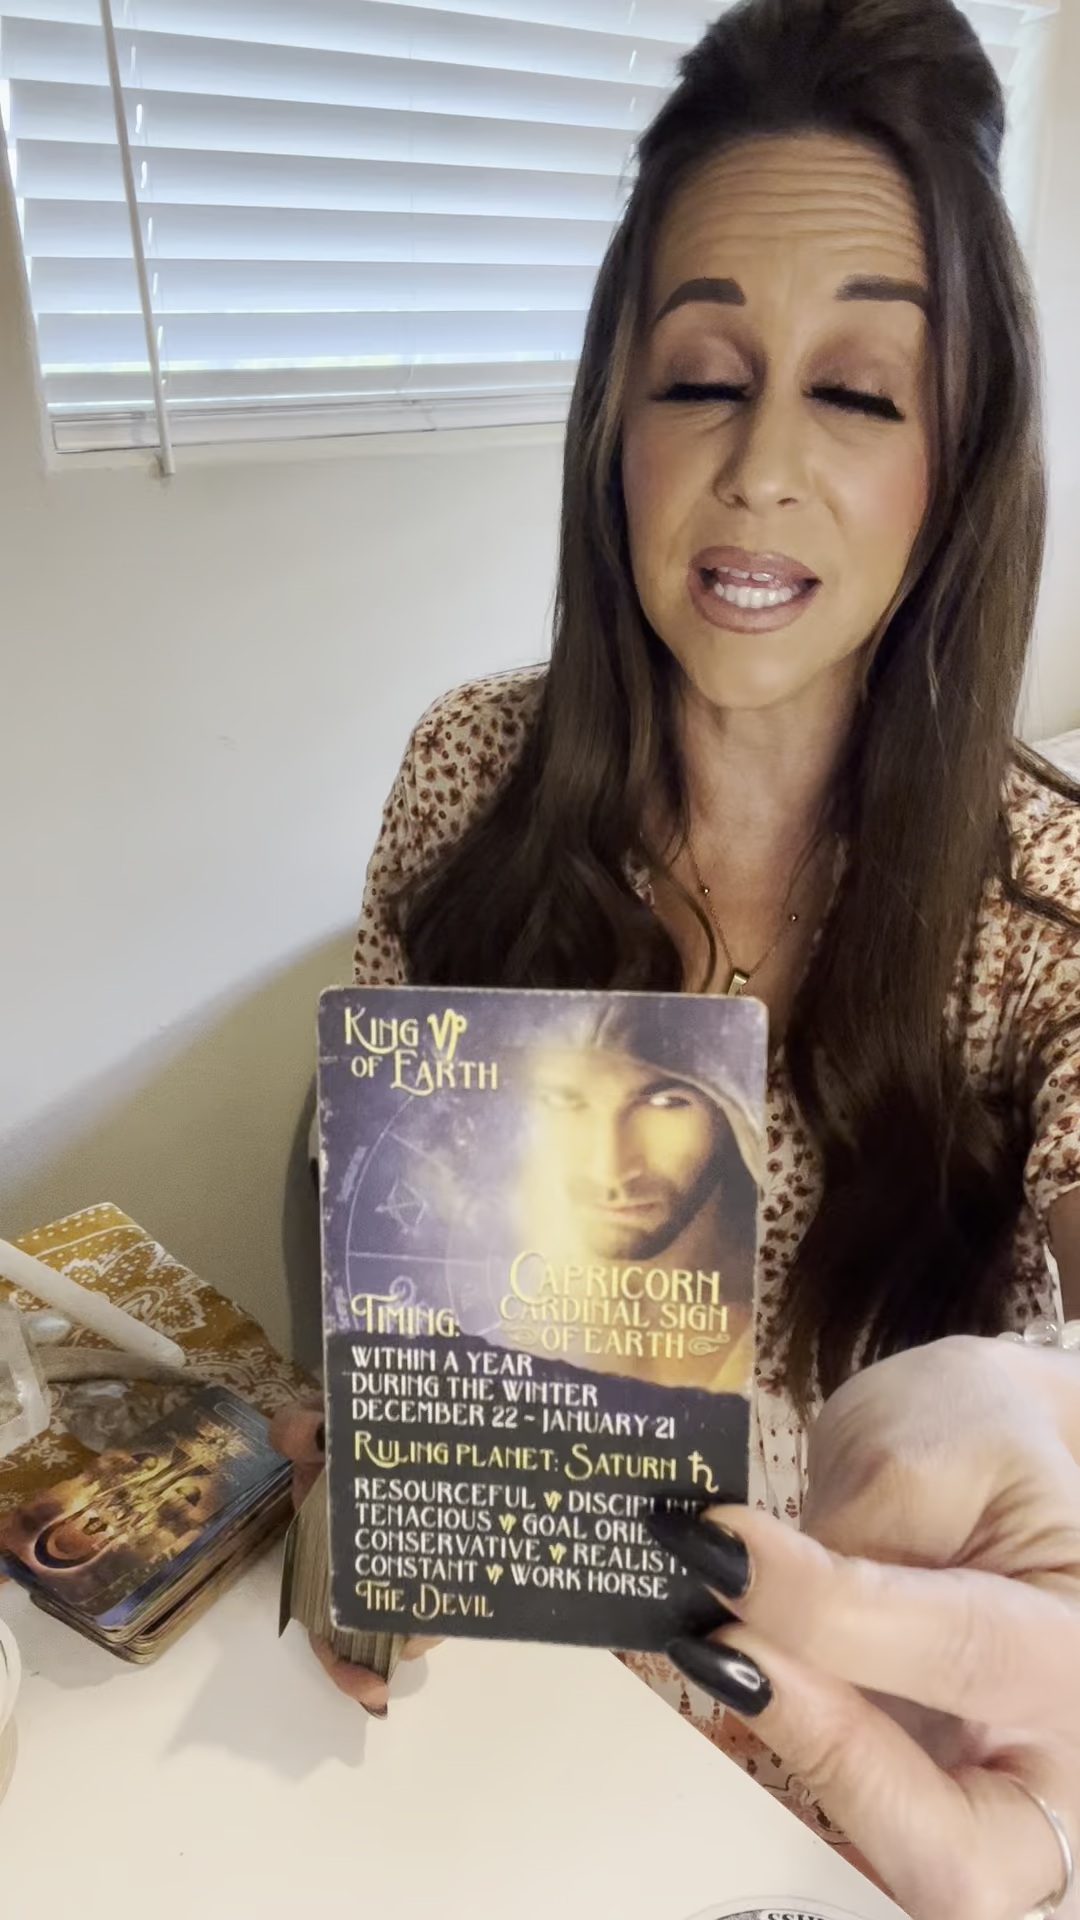 KING ♑
OF EARTH
CAPRICORN
CARDINAL SIGN
OF EARTH
TIMING:
WITHIN A YEAR
DURING THE WINTER
DECEMBER 22 ~ JANUARY 21
RULING PLANET: SATURN ♄
RESOURCEFUL ♑
TENACIOUS ♑ GOAL
CONSERVATIVE ♑
CONSTANT ♑ WORK HORSE
THE DEVIL